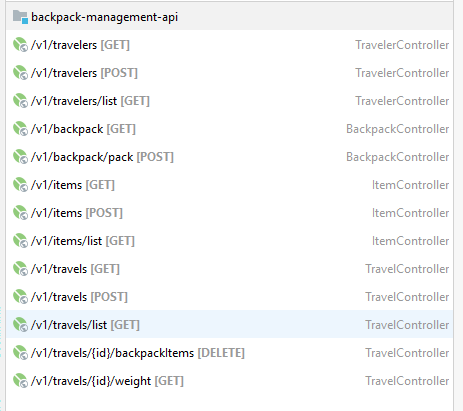 backpack-management-api
/v1/travelers [GET] TravelerController
/v1/travelers [POST] TravelerController
/v1/travelers/list [GET] TravelerController
/v1/backpack [GET] BackpackController
/v1/backpack/pack [POST] BackpackController
/v1/items [GET] ItemController
/v1/items [POST] ItemController
/v1/items/list [GET] ItemController
/v1/travels [GET] TravelController
/v1/travels [POST] TravelController
/v1/travels/list [GET] TravelController
/v1/travels/{id}/backpackItems [DELETE] TravelController
/v1/travels/{id}/weight [GET] TravelController